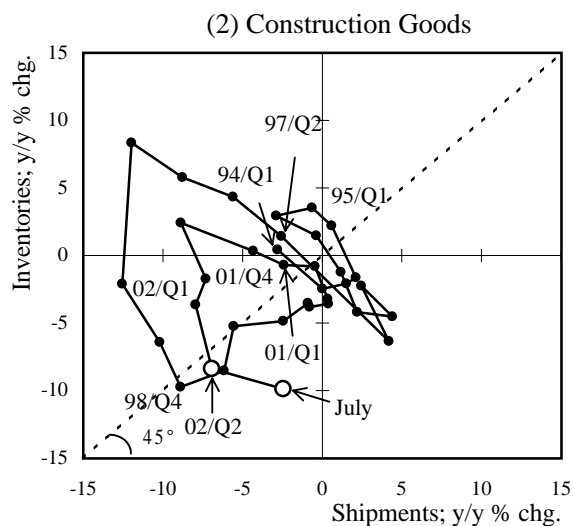 (2) Construction Goods
Inventories; y/y % chg.
15
10
5
0
-5
-10
-15
97/Q2
94/Q1
95/Q1
02/Q1
01/Q4
01/Q1
98/Q4
02/Q2
July
45°
-15
-10
-5
0
5
10
15
Shipments; y/y % chg.